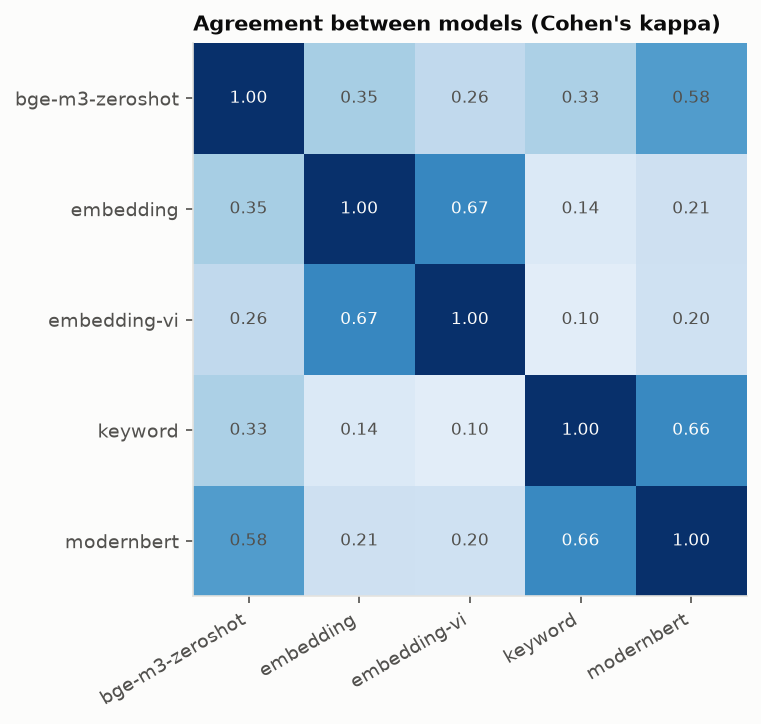 Agreement between models (Cohen's kappa)
bge-m3-zeroshot 1.00 0.35 0.26 0.33 0.58
embedding 0.35 1.00 0.67 0.14 0.21
embedding-vi 0.26 0.67 1.00 0.10 0.20
keyword 0.33 0.14 0.10 1.00 0.66
modernbert 0.58 0.21 0.20 0.66 1.00
bge-m3-zeroshot embedding embedding-vi keyword modernbert